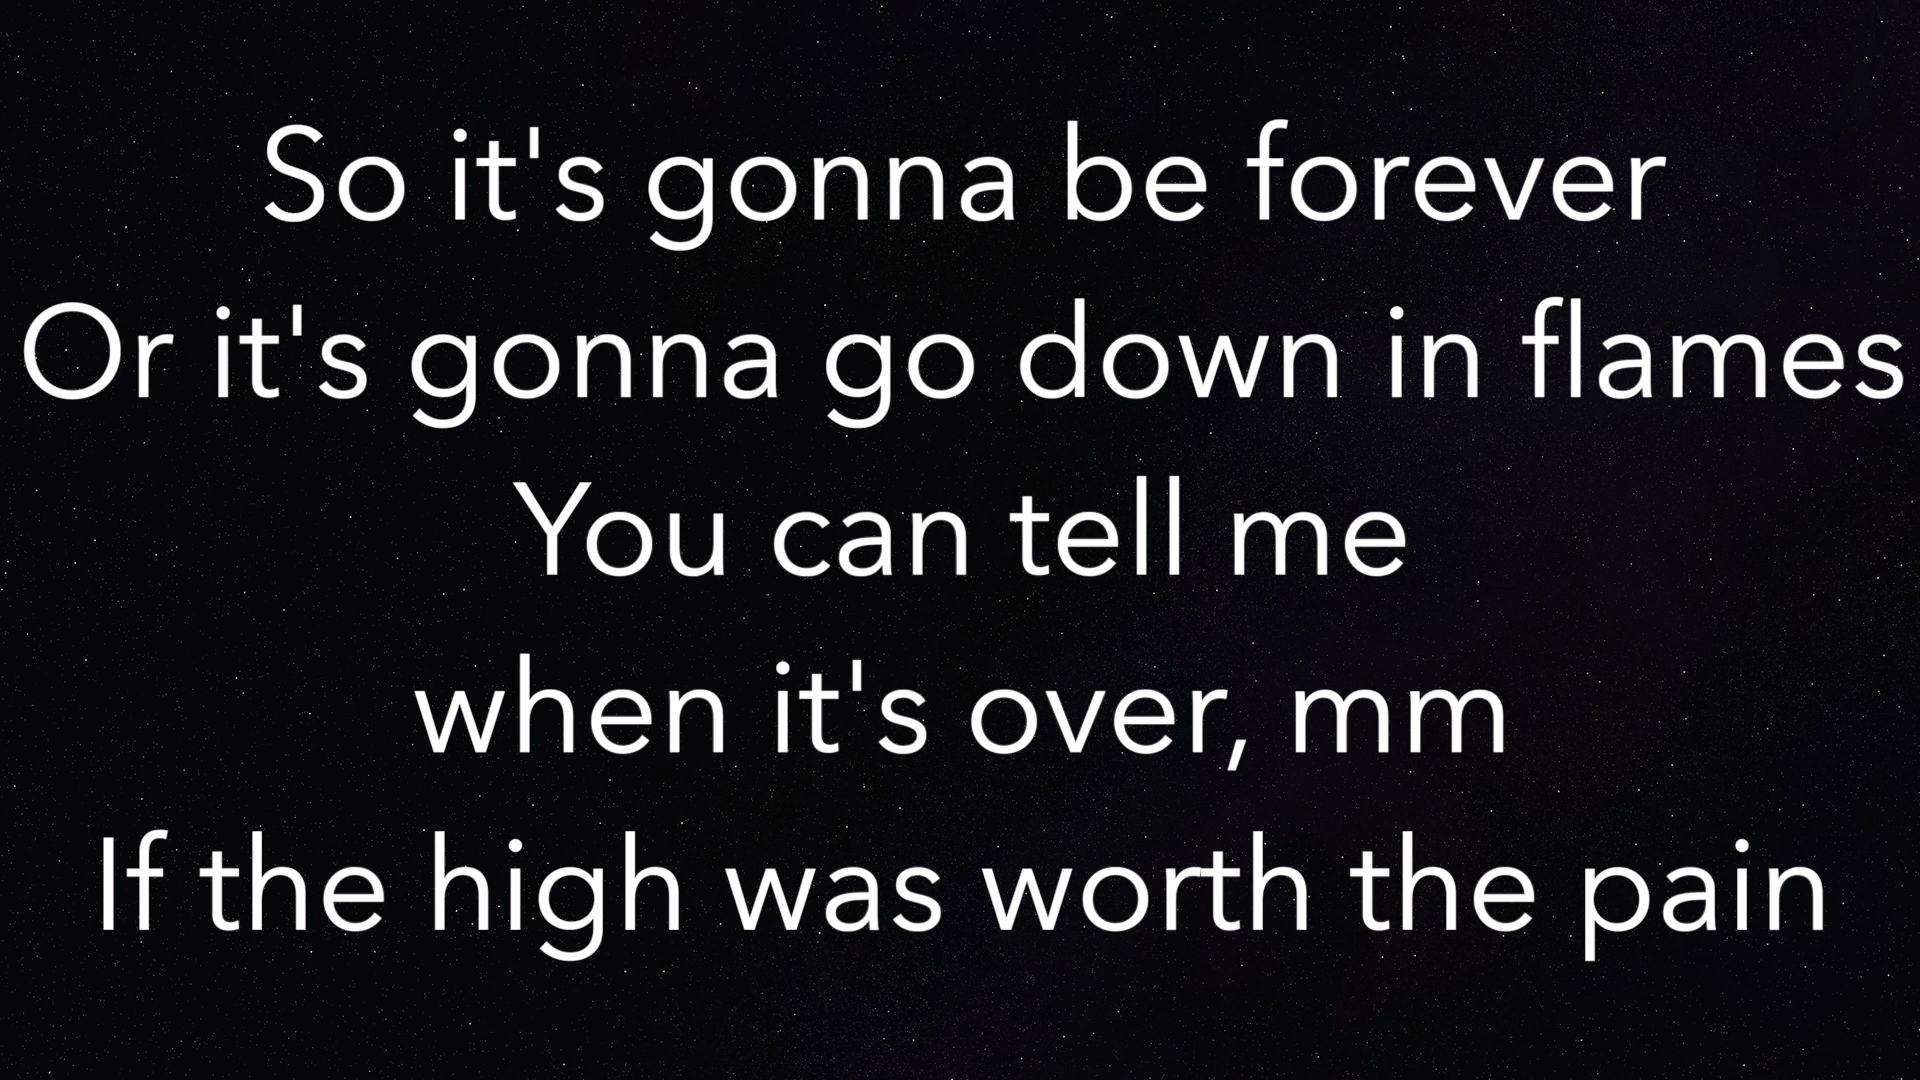 So it's gonna be forever
Or it's gonna go down in flames
You can tell me
when it's over, mm
If the high was worth the pain